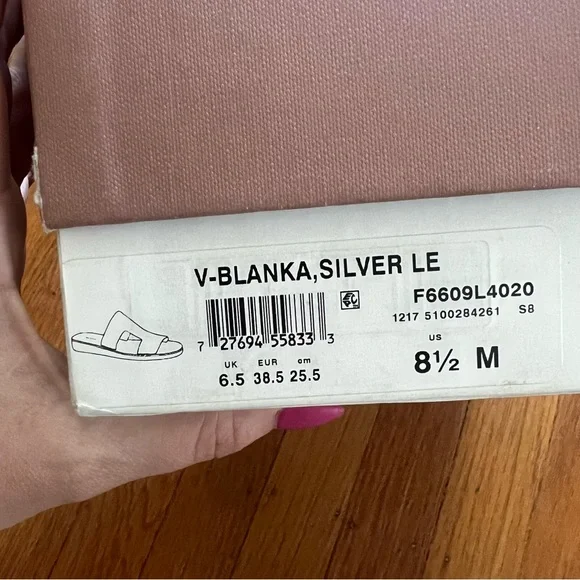 V-BLANKA,SILVER LE
F6609L4020
1217 5100284261 S8
7 27694 55833 3
UK EUR cm
6.5 38.5 25.5
US
8½ M